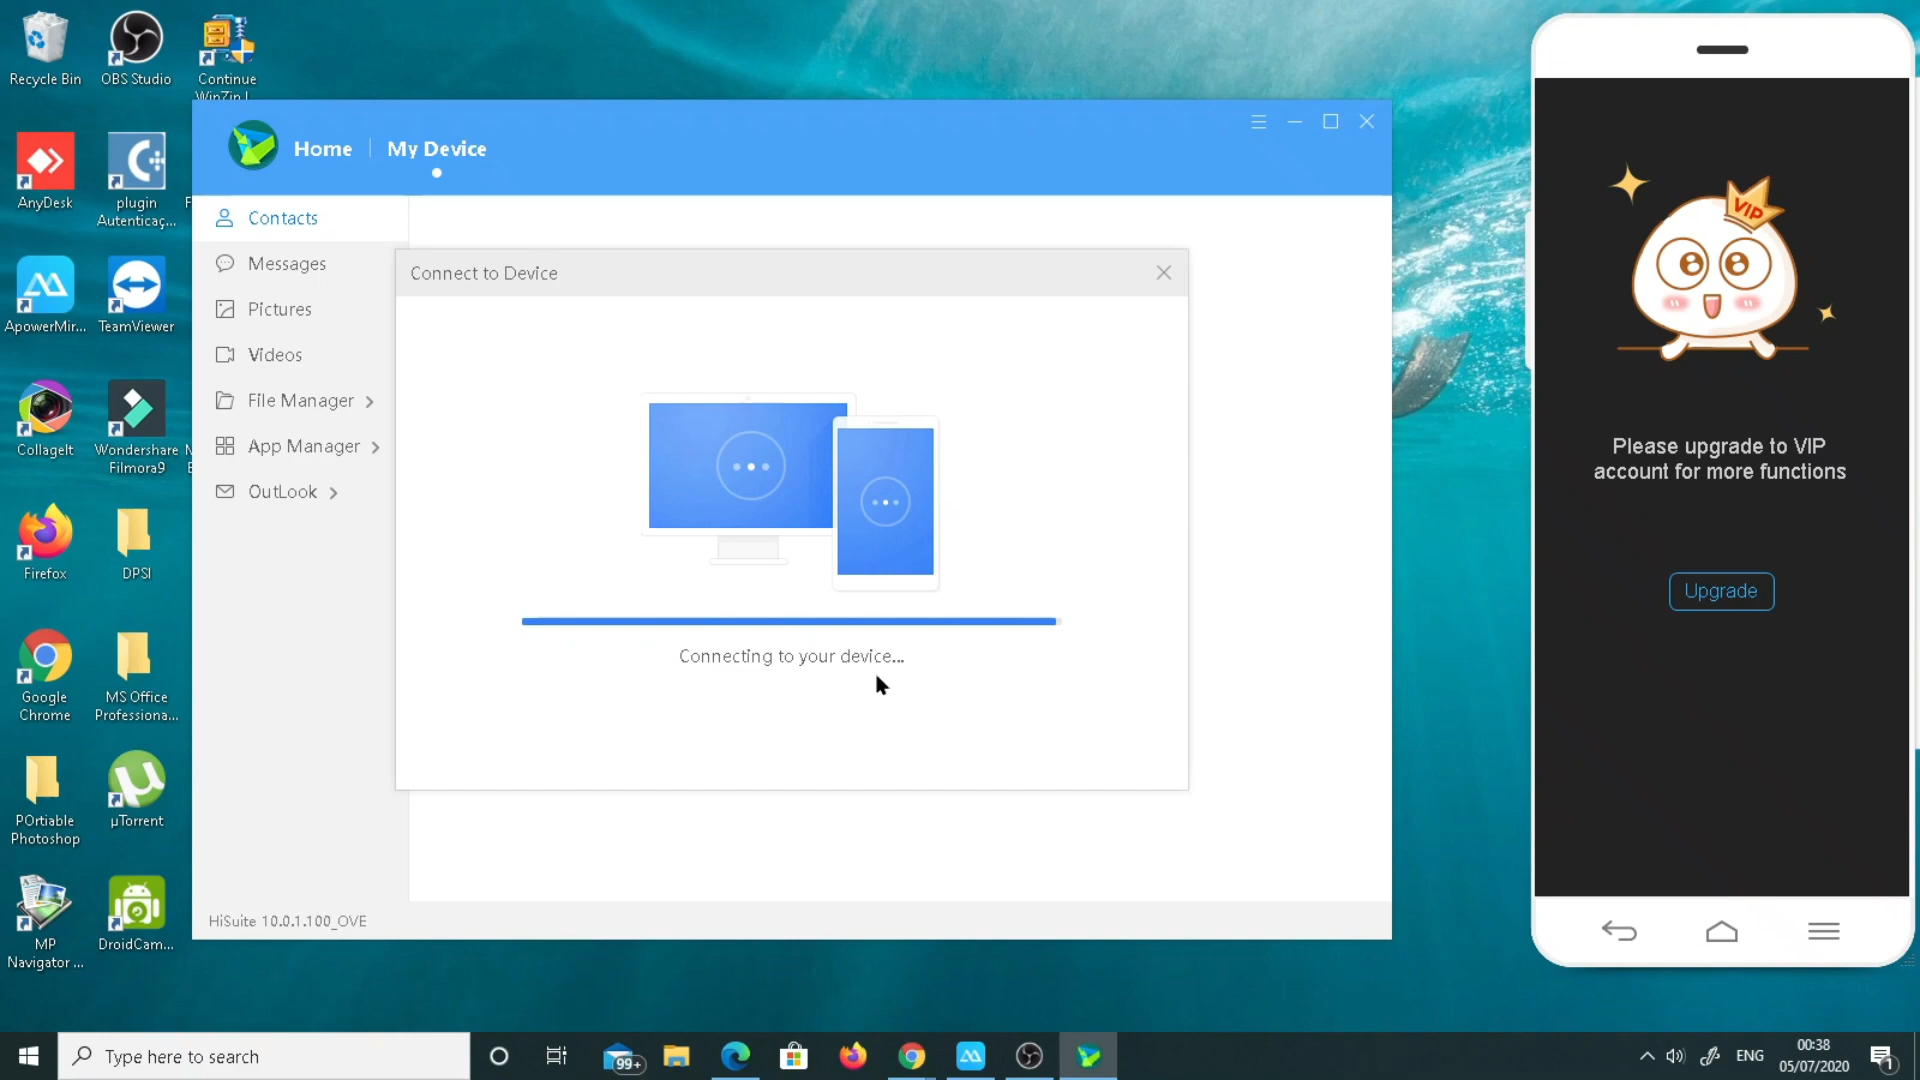 Recycle Bin
OBS Studio
Continue
WinZip I...
AnyDesk
plugin
Autenticaç...
ApowerMir...
TeamViewer
CollageIt
Wondershare
Filmora9
Firefox
DPSI
Google
Chrome
MS Office
Professiona...
POrtiable
Photoshop
µTorrent
MP
Navigator ...
DroidCam...
Home
My Device
Contacts
Messages
Pictures
Videos
File Manager
App Manager
OutLook
Connect to Device
Connecting to your device...
HiSuite 10.0.1.100_OVE
VIP
Please upgrade to VIP
account for more functions
Upgrade
Type here to search
99+
ENG
00:38
05/07/2020
1